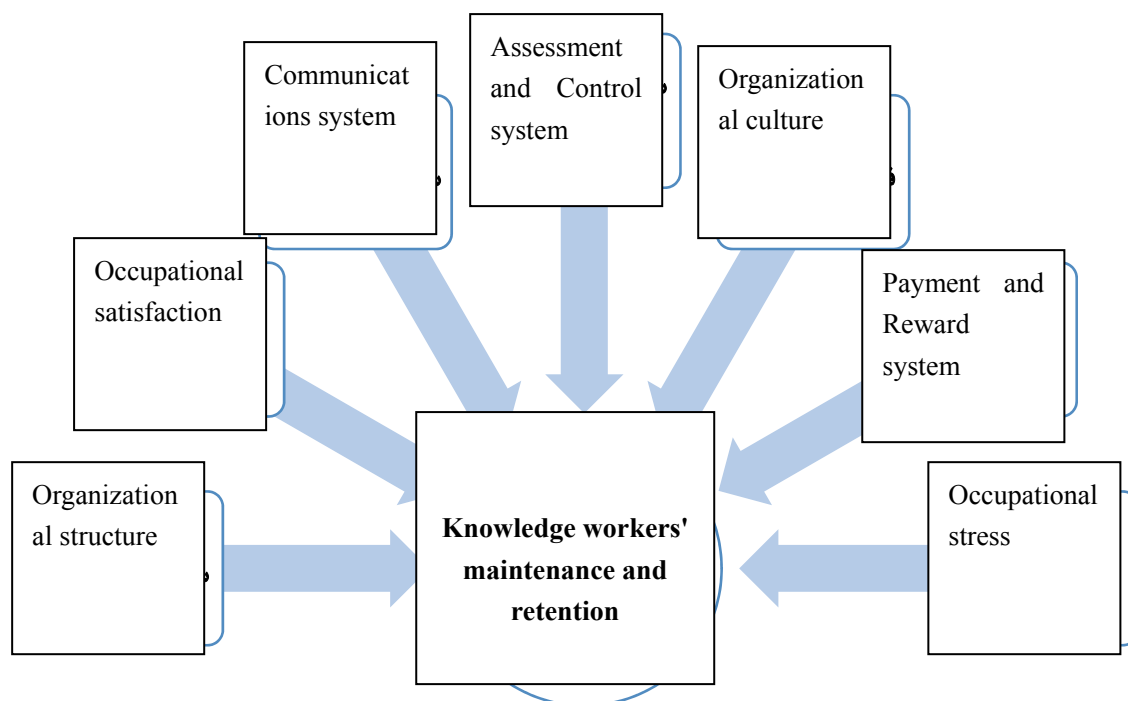 Communicat
ions system
Assessment
and Control
system
Organization
al culture
Occupational
satisfaction
Payment and
Reward
system
Organization
al structure
Knowledge workers'
maintenance and
retention
Occupational
stress